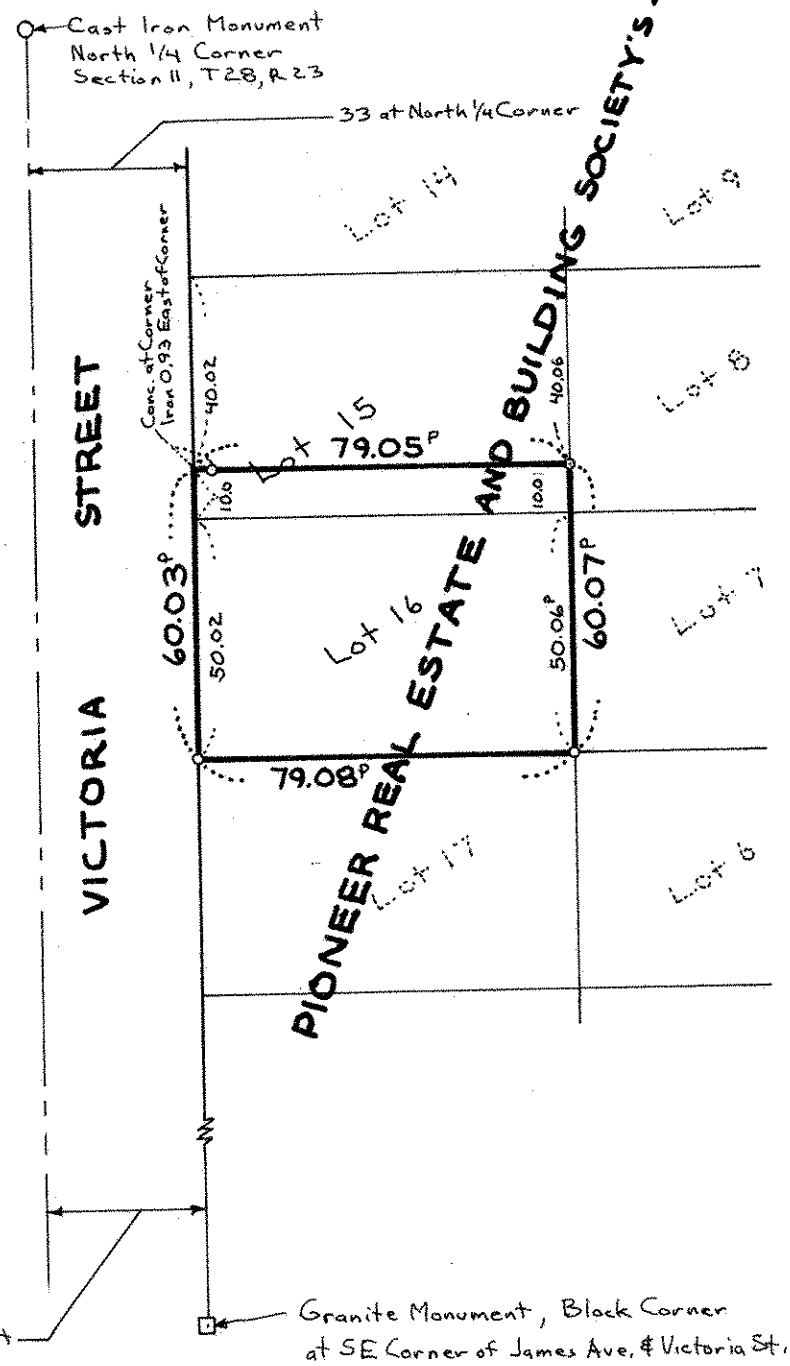 Cast Iron Monument
North 1/4 Corner
Section 11, T28, R23
33 at North 1/4 Corner
PIONEER REAL ESTATE AND BUILDING SOCIETY'S
Lot 14
Lot 9
Conc. at Corner
Iron 0.93 East of Corner
40.02
40.06
Lot 15
Lot 8
79.05P
10.0
10.0
VICTORIA STREET
60.03P
50.02
Lot 16
50.06P
60.07P
Lot 7
79.08P
Lot 17
Lot 6
Granite Monument, Block Corner
at SE Corner of James Ave. & Victoria St.